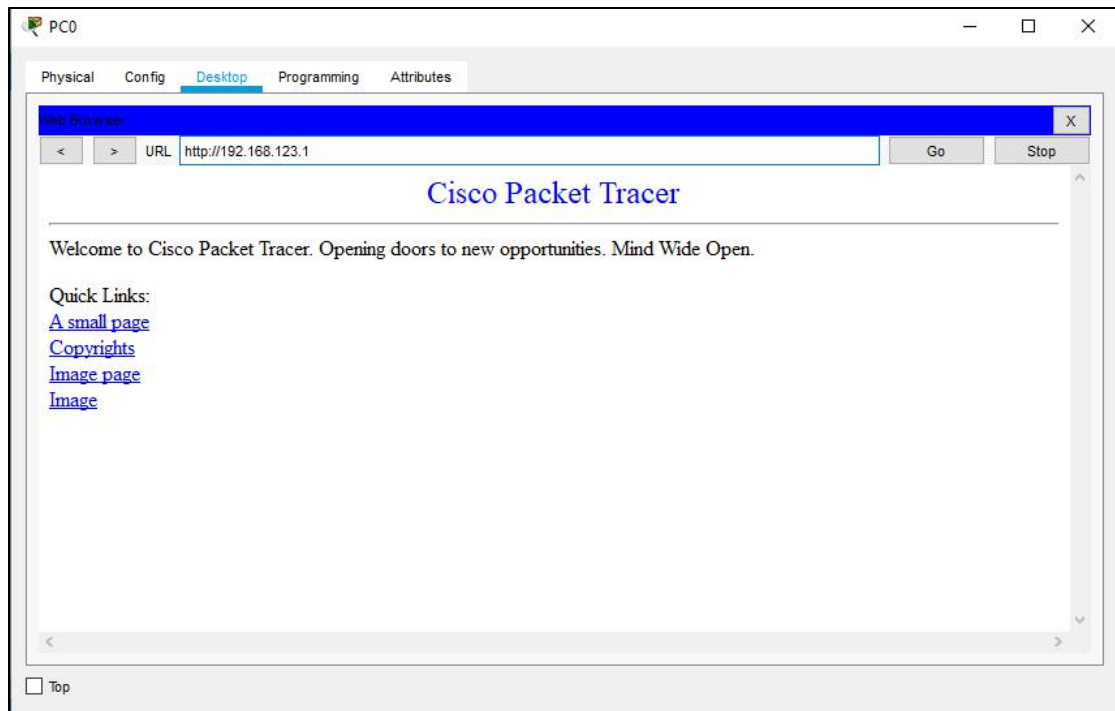 PC0
Physical Config Desktop Programming Attributes
Web Browser X
< > URL http://192.168.123.1 Go Stop
Cisco Packet Tracer
Welcome to Cisco Packet Tracer. Opening doors to new opportunities. Mind Wide Open.
Quick Links:
A small page
Copyrights
Image page
Image
Top